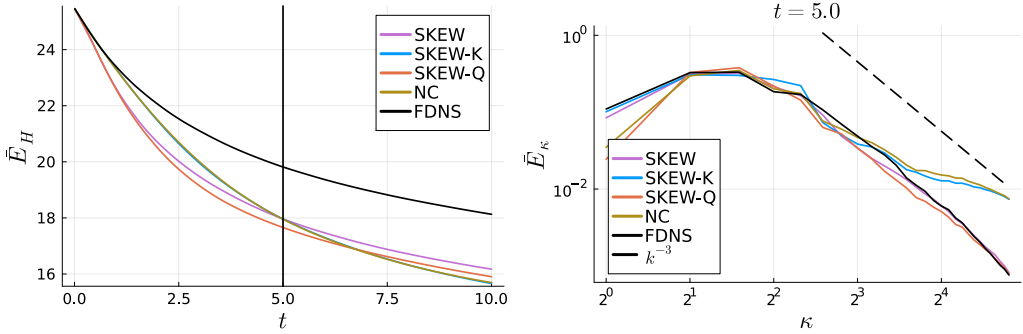 24
22
20
18
16
Ē_H
0.0
2.5
5.0
7.5
10.0
t
SKEW
SKEW-K
SKEW-Q
NC
FDNS
t = 5.0
10^0
10^-2
Ē_κ
2^0
2^1
2^2
2^3
2^4
κ
SKEW
SKEW-K
SKEW-Q
NC
FDNS
k^-3